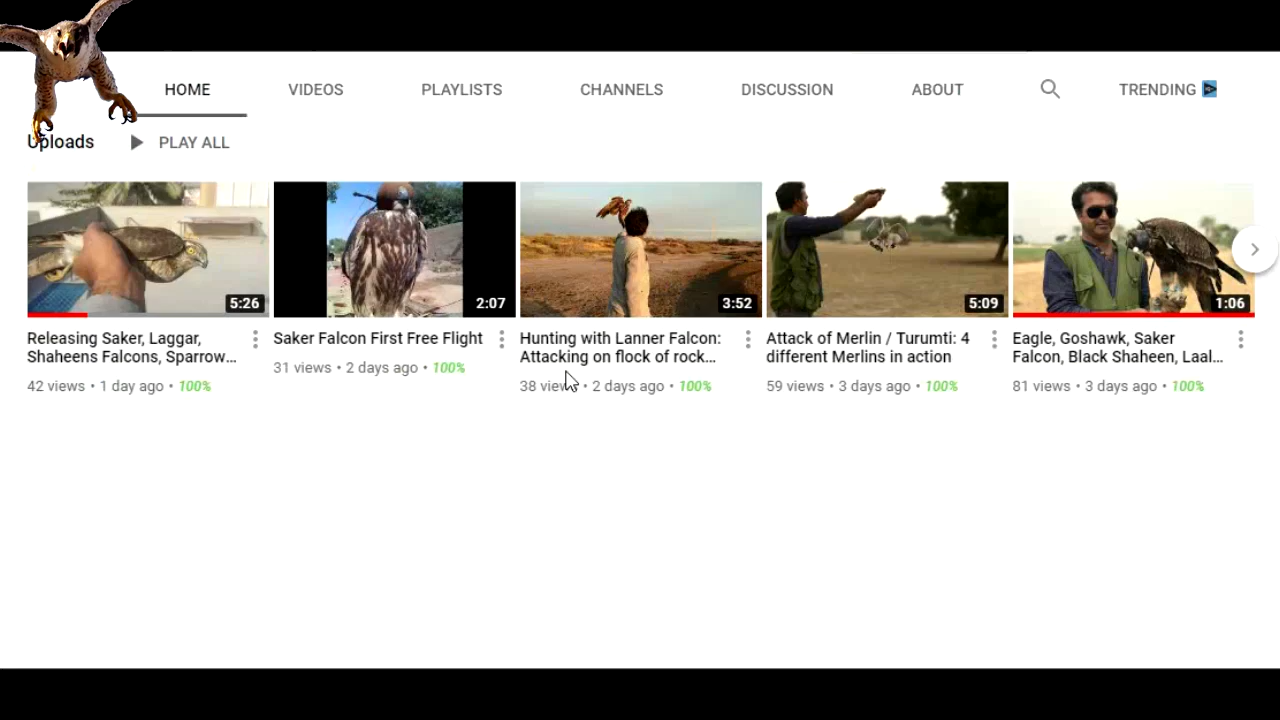 HOME VIDEOS PLAYLISTS CHANNELS DISCUSSION ABOUT TRENDING
Uploads PLAY ALL
5:26
2:07
3:52
5:09
1:06
Releasing Saker, Laggar,
Shaheens Falcons, Sparrow...
42 views • 1 day ago • 100%
Saker Falcon First Free Flight
31 views • 2 days ago • 100%
Hunting with Lanner Falcon:
Attacking on flock of rock...
38 views • 2 days ago • 100%
Attack of Merlin / Turumti: 4
different Merlins in action
59 views • 3 days ago • 100%
Eagle, Goshawk, Saker
Falcon, Black Shaheen, Laal...
81 views • 3 days ago • 100%